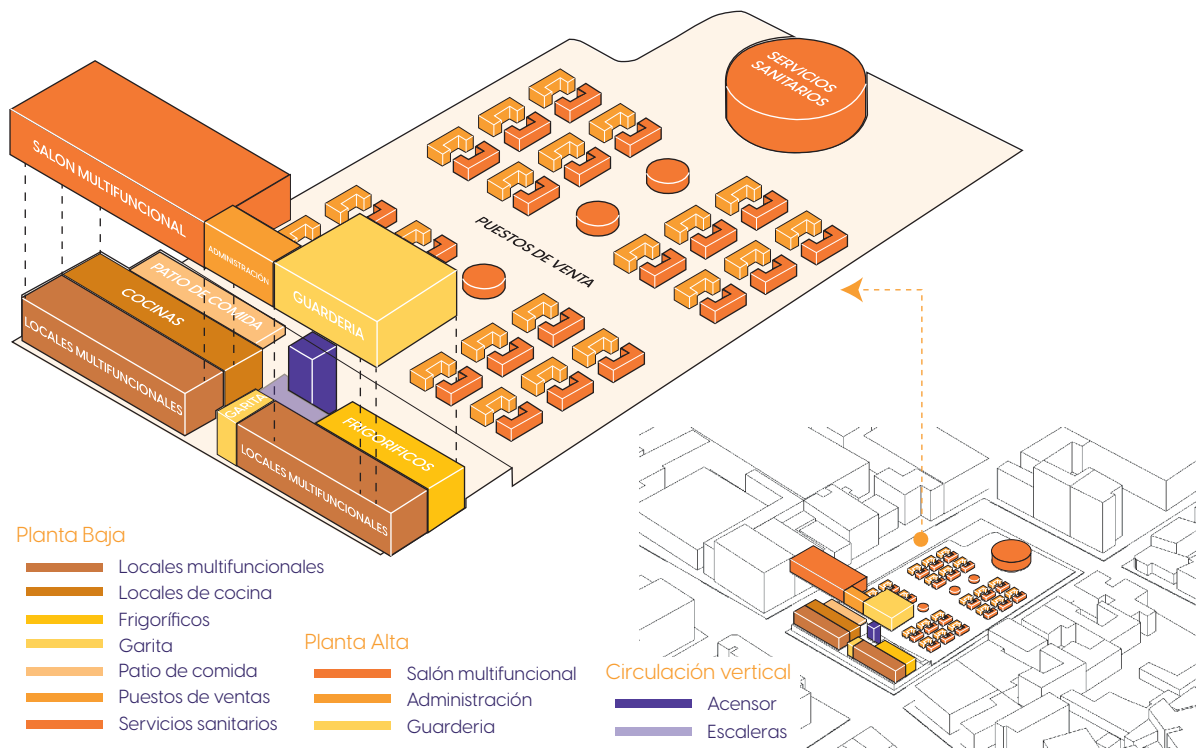 SERVICIOS
SANITARIOS
SALON MULTIFUNCIONAL
ADMINISTRACIÓN
GUARDERIA
PUESTOS DE VENTA
PATIO DE COMIDA
COCINAS
LOCALES MULTIFUNCIONALES
GARITA
FRIGORIFICOS
LOCALES MULTIFUNCIONALES
Planta Baja
Locales multifuncionales
Locales de cocina
Frigoríficos
Garita
Patio de comida
Puestos de ventas
Servicios sanitarios
Planta Alta
Salón multifuncional
Administración
Guarderia
Circulación vertical
Acensor
Escaleras